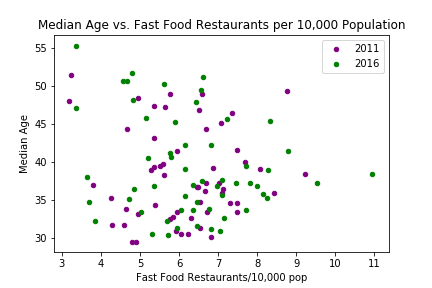 Median Age vs. Fast Food Restaurants per 10,000 Population
2011
2016
Median Age
55
50
45
40
35
30
3 4 5 6 7 8 9 10 11
Fast Food Restaurants/10,000 pop